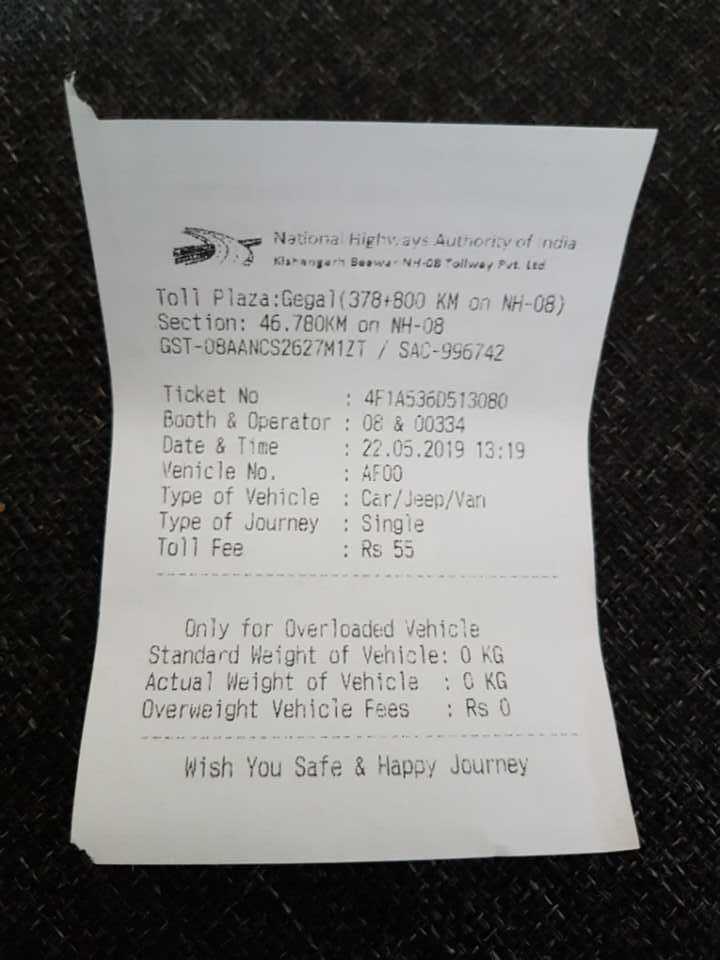 National Highways Authority of India
Kishangarh Beawar NH-08 Tollway Pvt. Ltd
Toll Plaza:Gegal(378+800 KM on NH-08)
Section: 46.780KM on NH-08
GST-08AANCS2627M1ZT / SAC-996742
Ticket No : 4F1A536D513080
Booth & Operator : 08 & 00334
Date & Time : 22.05.2019 13:19
Vehicle No. : AF00
Type of Vehicle : Car/Jeep/Van
Type of Journey : Single
Toll Fee : Rs 55
Only for Overloaded Vehicle
Standard Weight of Vehicle: 0 KG
Actual Weight of Vehicle : 0 KG
Overweight Vehicle Fees : Rs 0
Wish You Safe & Happy Journey